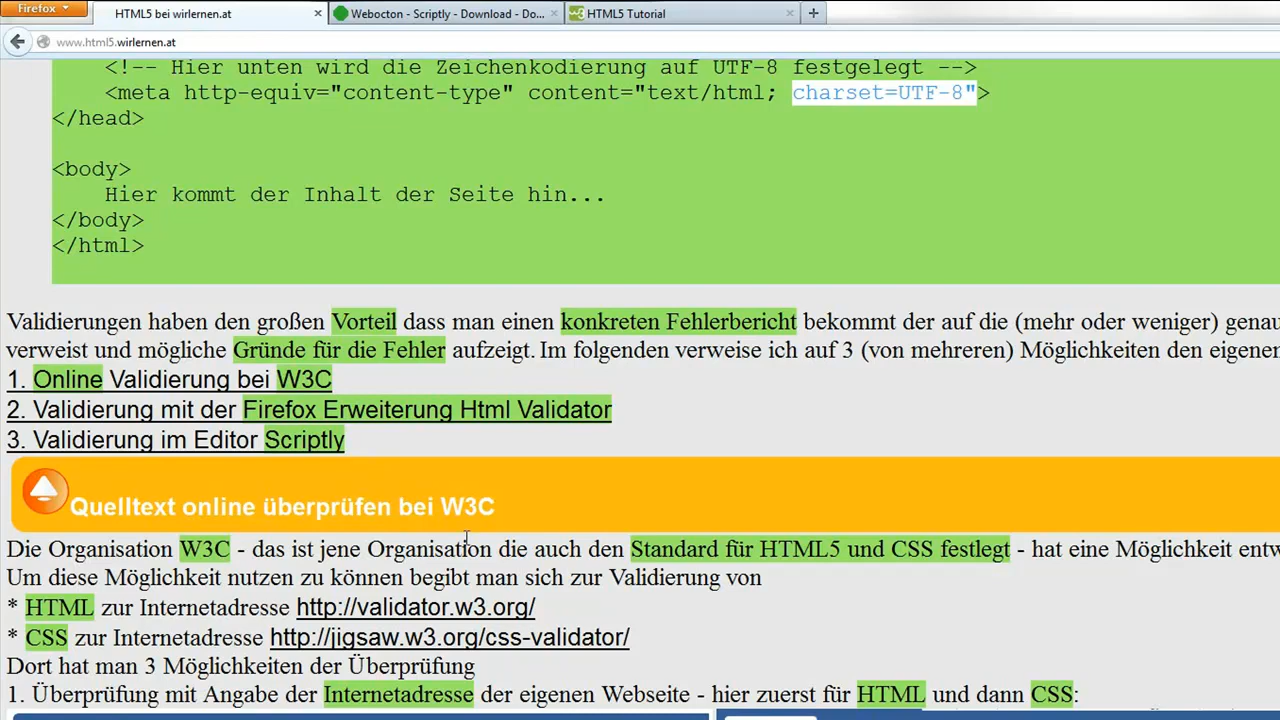 Firefox
HTML5 bei wirlernen.at
Webocton - Scriptly - Download - Do...
HTML5 Tutorial
www.html5.wirlernen.at
<!-- Hier unten wird die Zeichenkodierung auf UTF-8 festgelegt -->
<meta http-equiv="content-type" content="text/html; charset=UTF-8">
</head>
<body>
Hier kommt der Inhalt der Seite hin...
</body>
</html>
Validierungen haben den großen Vorteil dass man einen konkreten Fehlerbericht bekommt der auf die (mehr oder weniger)
verweist und mögliche Gründe für die Fehler aufzeigt. Im folgenden verweise ich auf 3 (von mehreren) Möglichkeiten den
1. Online Validierung bei W3C
2. Validierung mit der Firefox Erweiterung Html Validator
3. Validierung im Editor Scriptly
Quelltext online überprüfen bei W3C
Die Organisation W3C - das ist jene Organisation die auch den Standard für HTML5 und CSS festlegt - hat eine Möglichkeit
Um diese Möglichkeit nutzen zu können begibt man sich zur Validierung von
* HTML zur Internetadresse http://validator.w3.org/
* CSS zur Internetadresse http://jigsaw.w3.org/css-validator/
Dort hat man 3 Möglichkeiten der Überprüfung
1. Überprüfung mit Angabe der Internetadresse der eigenen Webseite - hier zuerst für HTML und dann CSS: